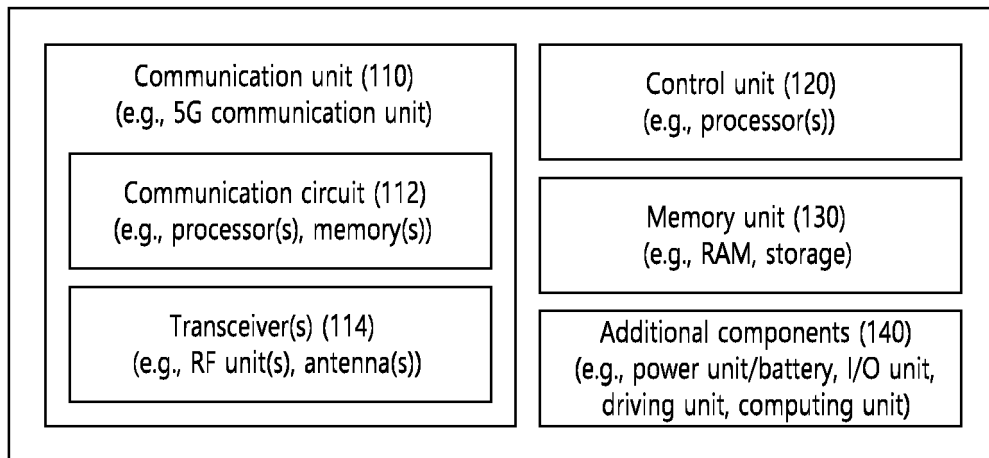 Communication unit (110)
(e.g., 5G communication unit)
Communication circuit (112)
(e.g., processor(s), memory(s))
Transceiver(s) (114)
(e.g., RF unit(s), antenna(s))
Control unit (120)
(e.g., processor(s))
Memory unit (130)
(e.g., RAM, storage)
Additional components (140)
(e.g., power unit/battery, I/O unit,
driving unit, computing unit)